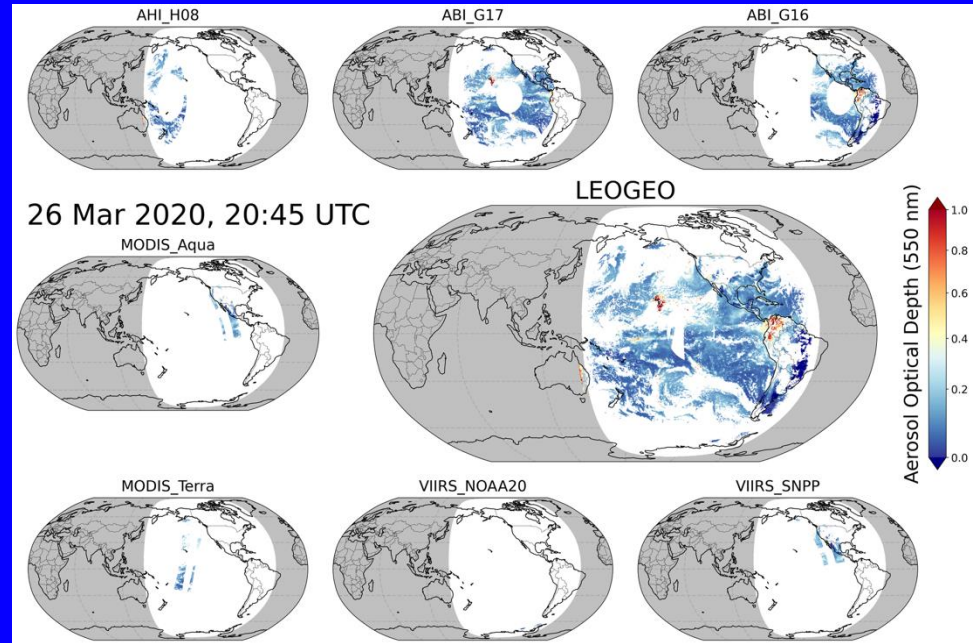 AHI_H08
ABI_G17
ABI_G16
26 Mar 2020, 20:45 UTC
LEOGEO
MODIS_Aqua
1.0
0.8
0.6
0.4
0.2
0.0
Aerosol Optical Depth (550 nm)
MODIS_Terra
VIIRS_NOAA20
VIIRS_SNPP